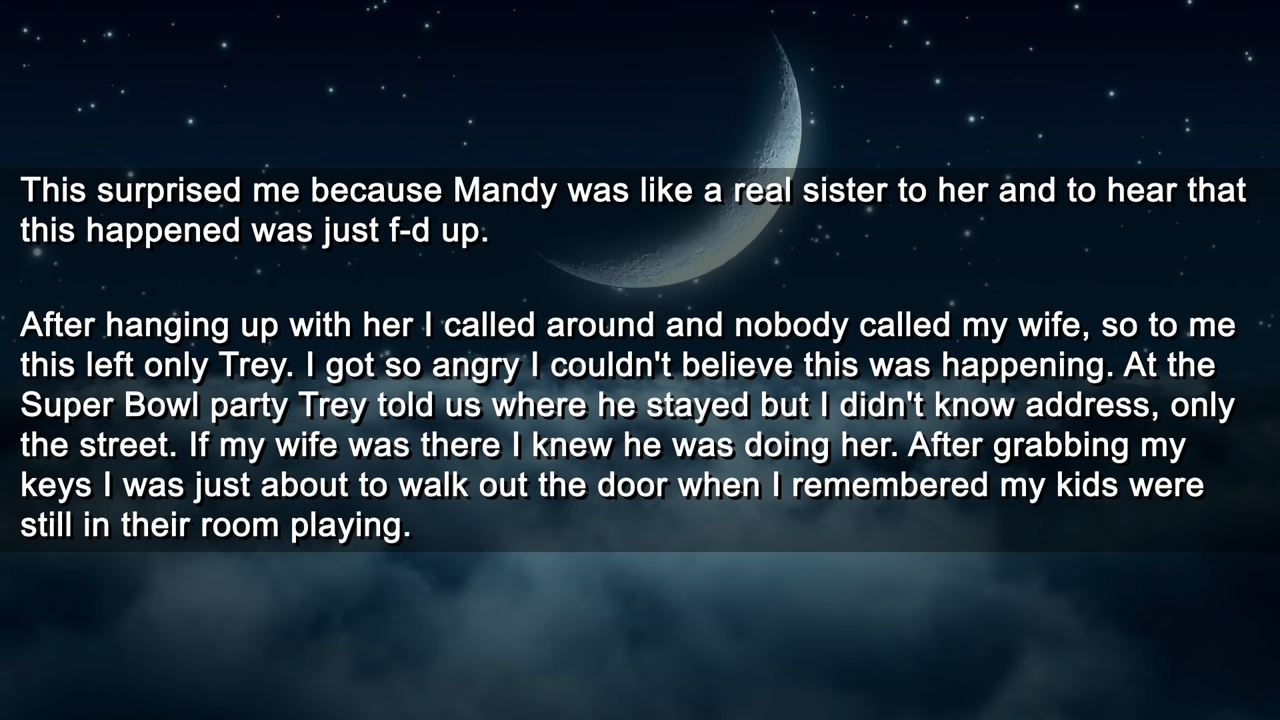 This surprised me because Mandy was like a real sister to her and to hear that
this happened was just f-d up.
After hanging up with her I called around and nobody called my wife, so to me
this left only Trey. I got so angry I couldn't believe this was happening. At the
Super Bowl party Trey told us where he stayed but I didn't know address, only
the street. If my wife was there I knew he was doing her. After grabbing my
keys I was just about to walk out the door when I remembered my kids were
still in their room playing.